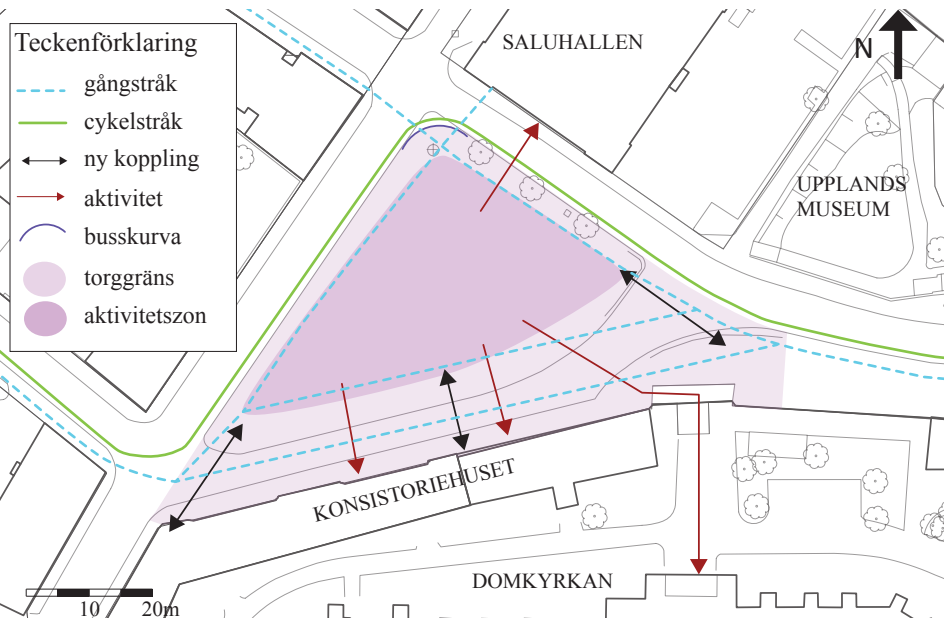 Teckenförklaring
gångstråk
cykelstråk
ny koppling
aktivitet
busskurva
torggräns
aktivitetszon
SALUHALLEN
N
UPPLANDS
MUSEUM
KONSISTORIEHUSET
DOMKYRKAN
10 20m